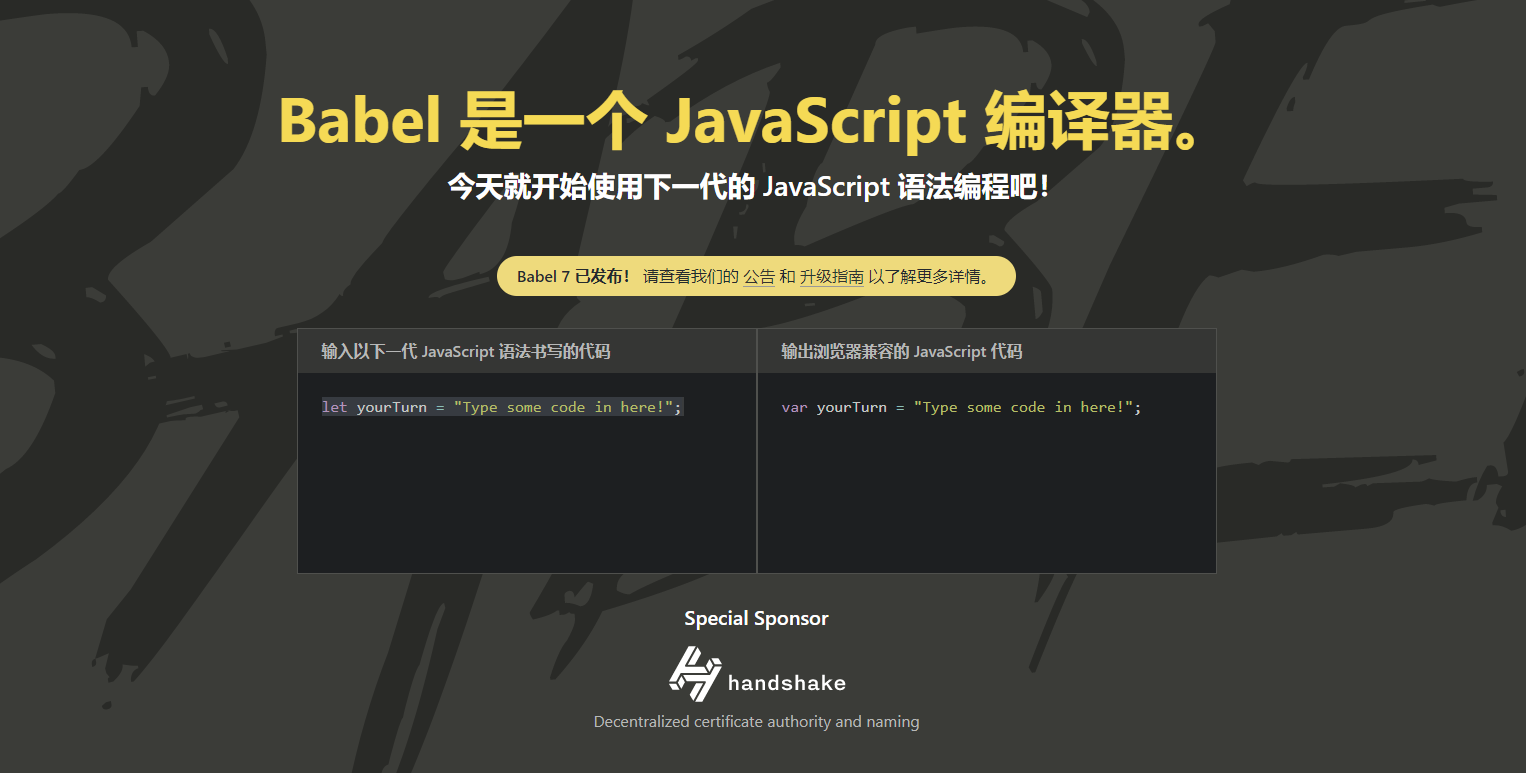 Babel 是一个 JavaScript 编译器。
今天就开始使用下一代的 JavaScript 语法编程吧！
Babel 7 已发布！ 请查看我们的 公告 和 升级指南 以了解更多详情。
输入以下一代 JavaScript 语法书写的代码
let yourTurn = "Type some code in here!";
输出浏览器兼容的 JavaScript 代码
var yourTurn = "Type some code in here!";
Special Sponsor
handshake
Decentralized certificate authority and naming